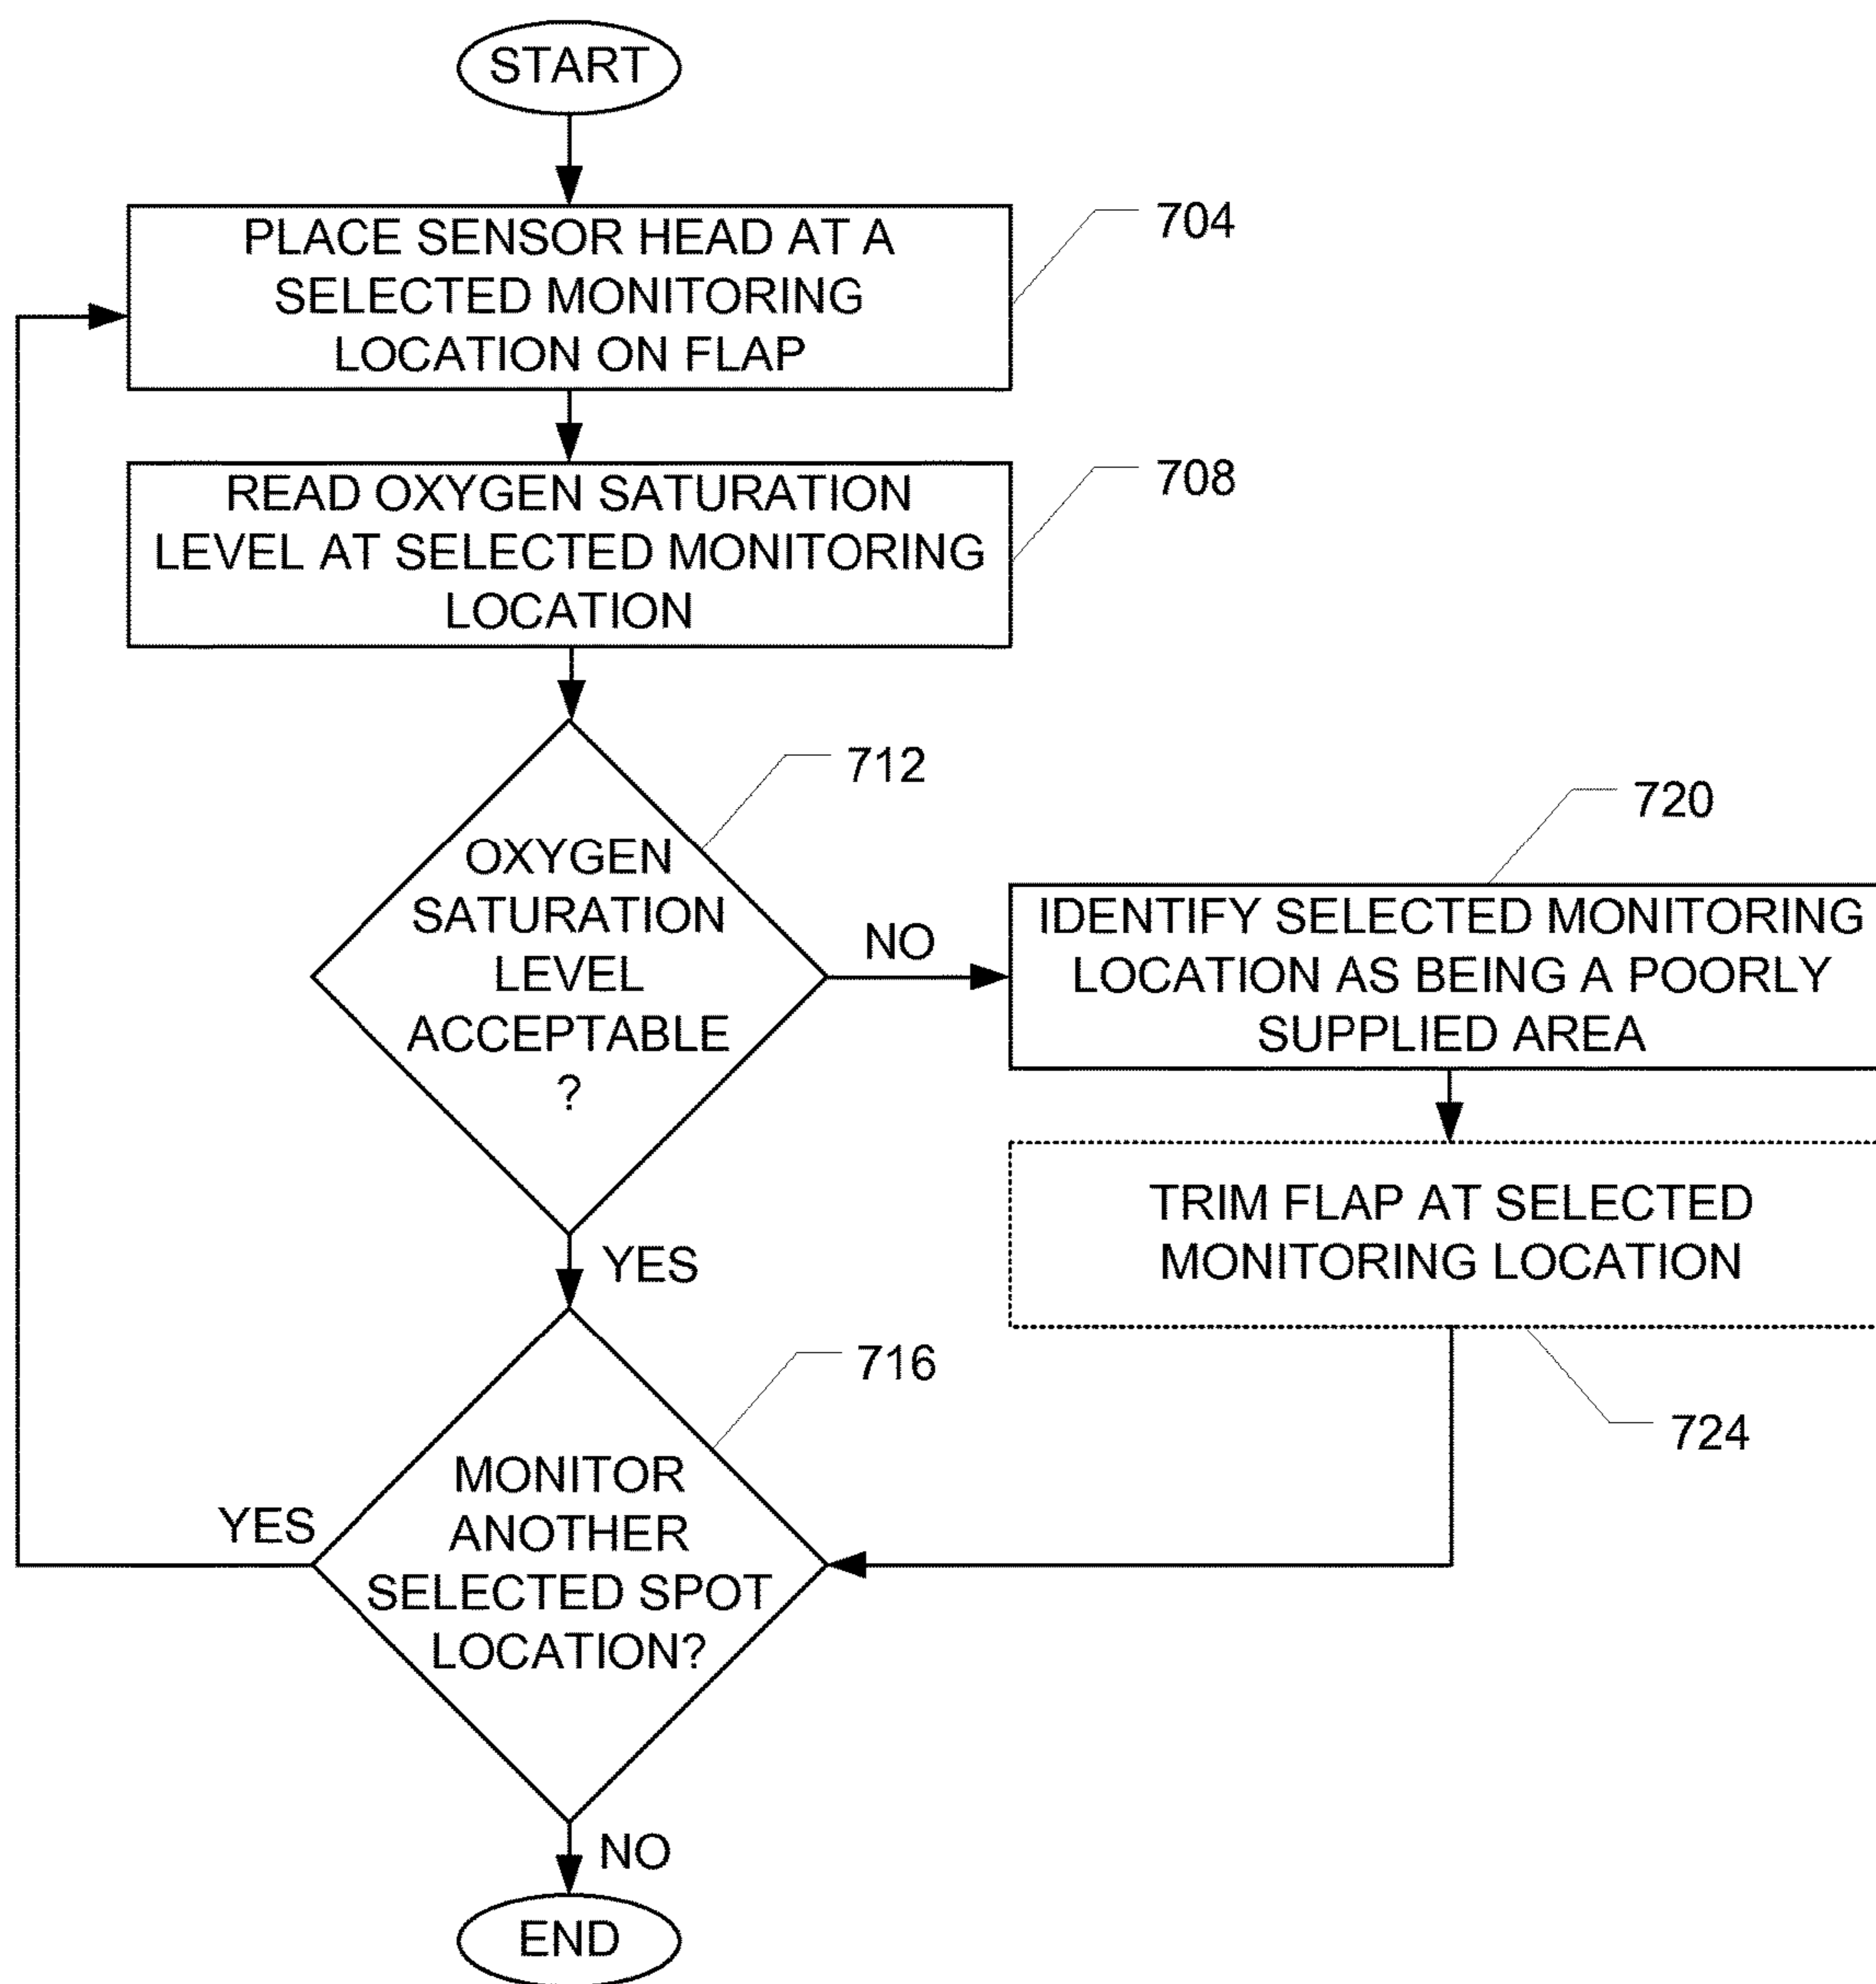 START
PLACE SENSOR HEAD AT A
SELECTED MONITORING
LOCATION ON FLAP
704
READ OXYGEN SATURATION
LEVEL AT SELECTED MONITORING
LOCATION
708
OXYGEN
SATURATION
LEVEL
ACCEPTABLE
?
712
NO
IDENTIFY SELECTED MONITORING
LOCATION AS BEING A POORLY
SUPPLIED AREA
720
TRIM FLAP AT SELECTED
MONITORING LOCATION
724
YES
MONITOR
ANOTHER
SELECTED SPOT
LOCATION?
716
YES
NO
END